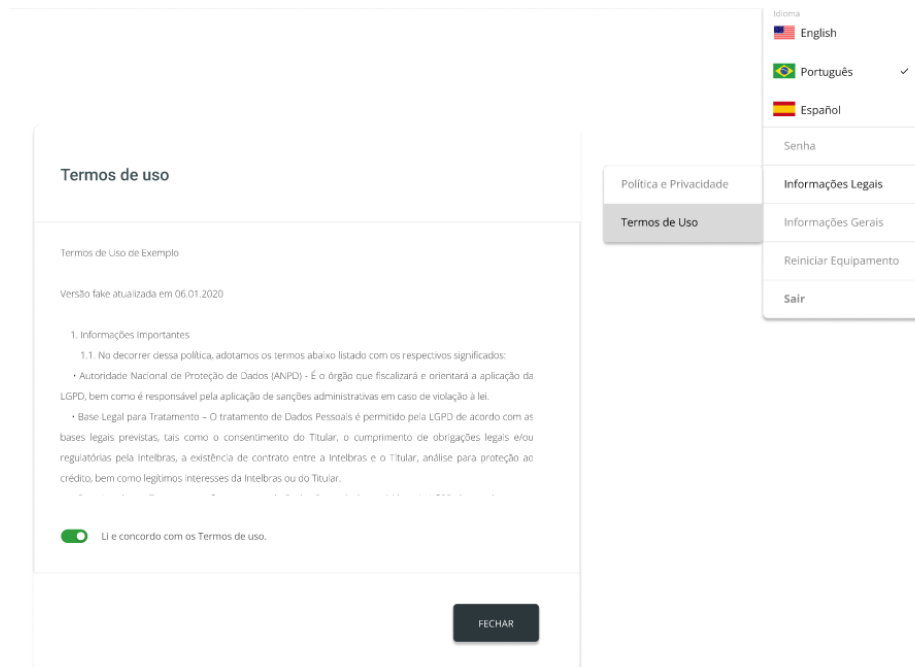 Idioma
English
Português
Español
Senha
Informações Legais
Informações Gerais
Reiniciar Equipamento
Sair
Política e Privacidade
Termos de Uso
Termos de uso
Termos de Uso de Exemplo
Versão fake atualizada em 06.01.2020
1. Informações Importantes
1.1. No decorrer dessa política, adotamos os termos abaixo listado com os respectivos significados:
• Autoridade Nacional de Proteção de Dados (ANPD) - É o órgão que fiscalizará e orientará a aplicação da
LGPD, bem como é responsável pela aplicação de sanções administrativas em caso de violação à lei.
• Base Legal para Tratamento – O tratamento de Dados Pessoais é permitido pela LGPD de acordo com as
bases legais previstas, tais como o consentimento do Titular, o cumprimento de obrigações legais e/ou
regulatórias pela Intelbras, a existência de contrato entre a Intelbras e o Titular, análise para proteção ao
crédito, bem como legítimos interesses da Intelbras ou do Titular.
Li e concordo com os Termos de uso.
FECHAR